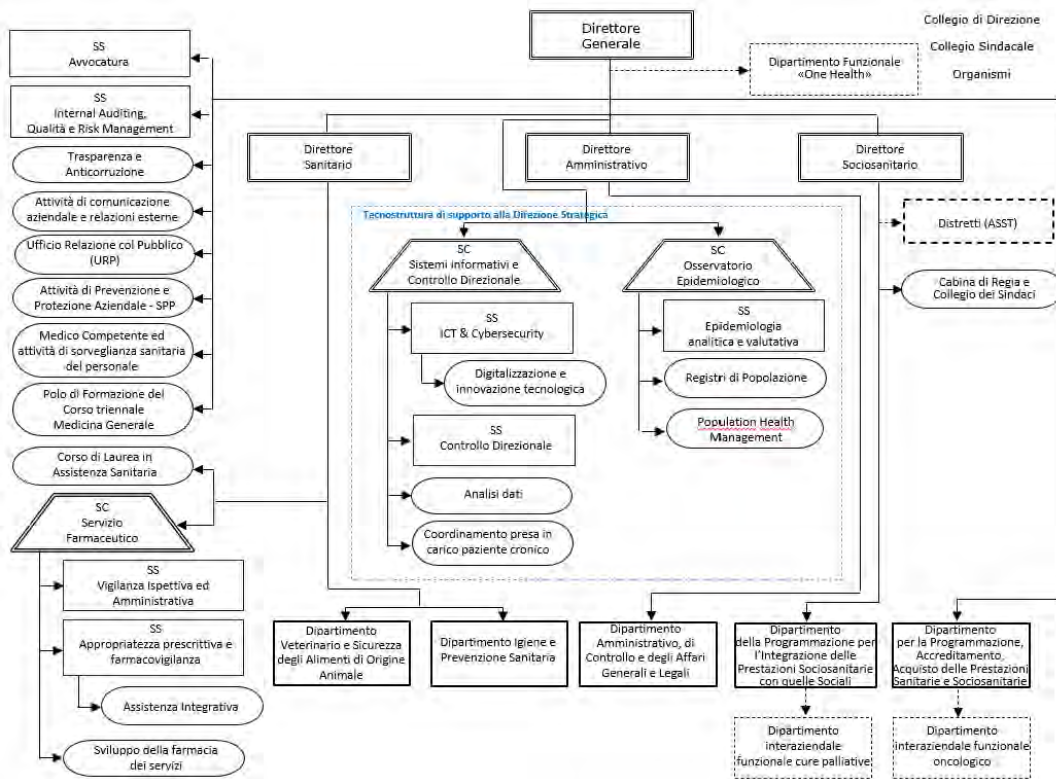 Direttore
Generale
Collegio di Direzione
Collegio Sindacale
Organismi
Dipartimento Funzionale
«One Health»
SS
Avvocatura
SS
Internal Auditing,
Qualità e Risk Management
Trasparenza e
Anticorruzione
Attività di comunicazione
aziendale e relazioni esterne
Ufficio Relazione col Pubblico
(URP)
Attività di Prevenzione e
Protezione Aziendale - SPP
Medico Competente ed
attività di sorveglianza sanitaria
del personale
Polo di Formazione del
Corso triennale
Medicina Generale
Corso di Laurea in
Assistenza Sanitaria
SC
Servizio
Farmaceutico
SS
Vigilanza Ispettiva ed
Amministrativa
SS
Appropriatezza prescrittiva e
farmacovigilanza
Assistenza Integrativa
Sviluppo della farmacia
dei servizi
Direttore
Sanitario
Direttore
Amministrativo
Direttore
Sociosanitario
Tecnostruttura di supporto alla Direzione Strategica
SC
Sistemi informativi e
Controllo Direzionale
SS
ICT & Cybersecurity
Digitalizzazione e
innovazione tecnologica
SS
Controllo Direzionale
Analisi dati
Coordinamento presa in
carico paziente cronico
SC
Osservatorio
Epidemiologico
SS
Epidemiologia
analitica e valutativa
Registri di Popolazione
Population Health
Management
Distretti (ASST)
Cabina di Regia e
Collegio dei Sindaci
Dipartimento
Veterinario e Sicurezza
degli Alimenti di Origine
Animale
Dipartimento Igiene e
Prevenzione Sanitaria
Dipartimento
Amministrativo, di
Controllo e degli Affari
Generali e Legali
Dipartimento
della Programmazione per
l'Integrazione delle
Prestazioni Sociosanitarie
con quelle Sociali
Dipartimento
per la Programmazione,
Accreditamento,
Acquisto delle Prestazioni
Sanitarie e Sociosanitarie
Dipartimento
interaziendale
funzionale cure palliative
Dipartimento
interaziendale funzionale
oncologico